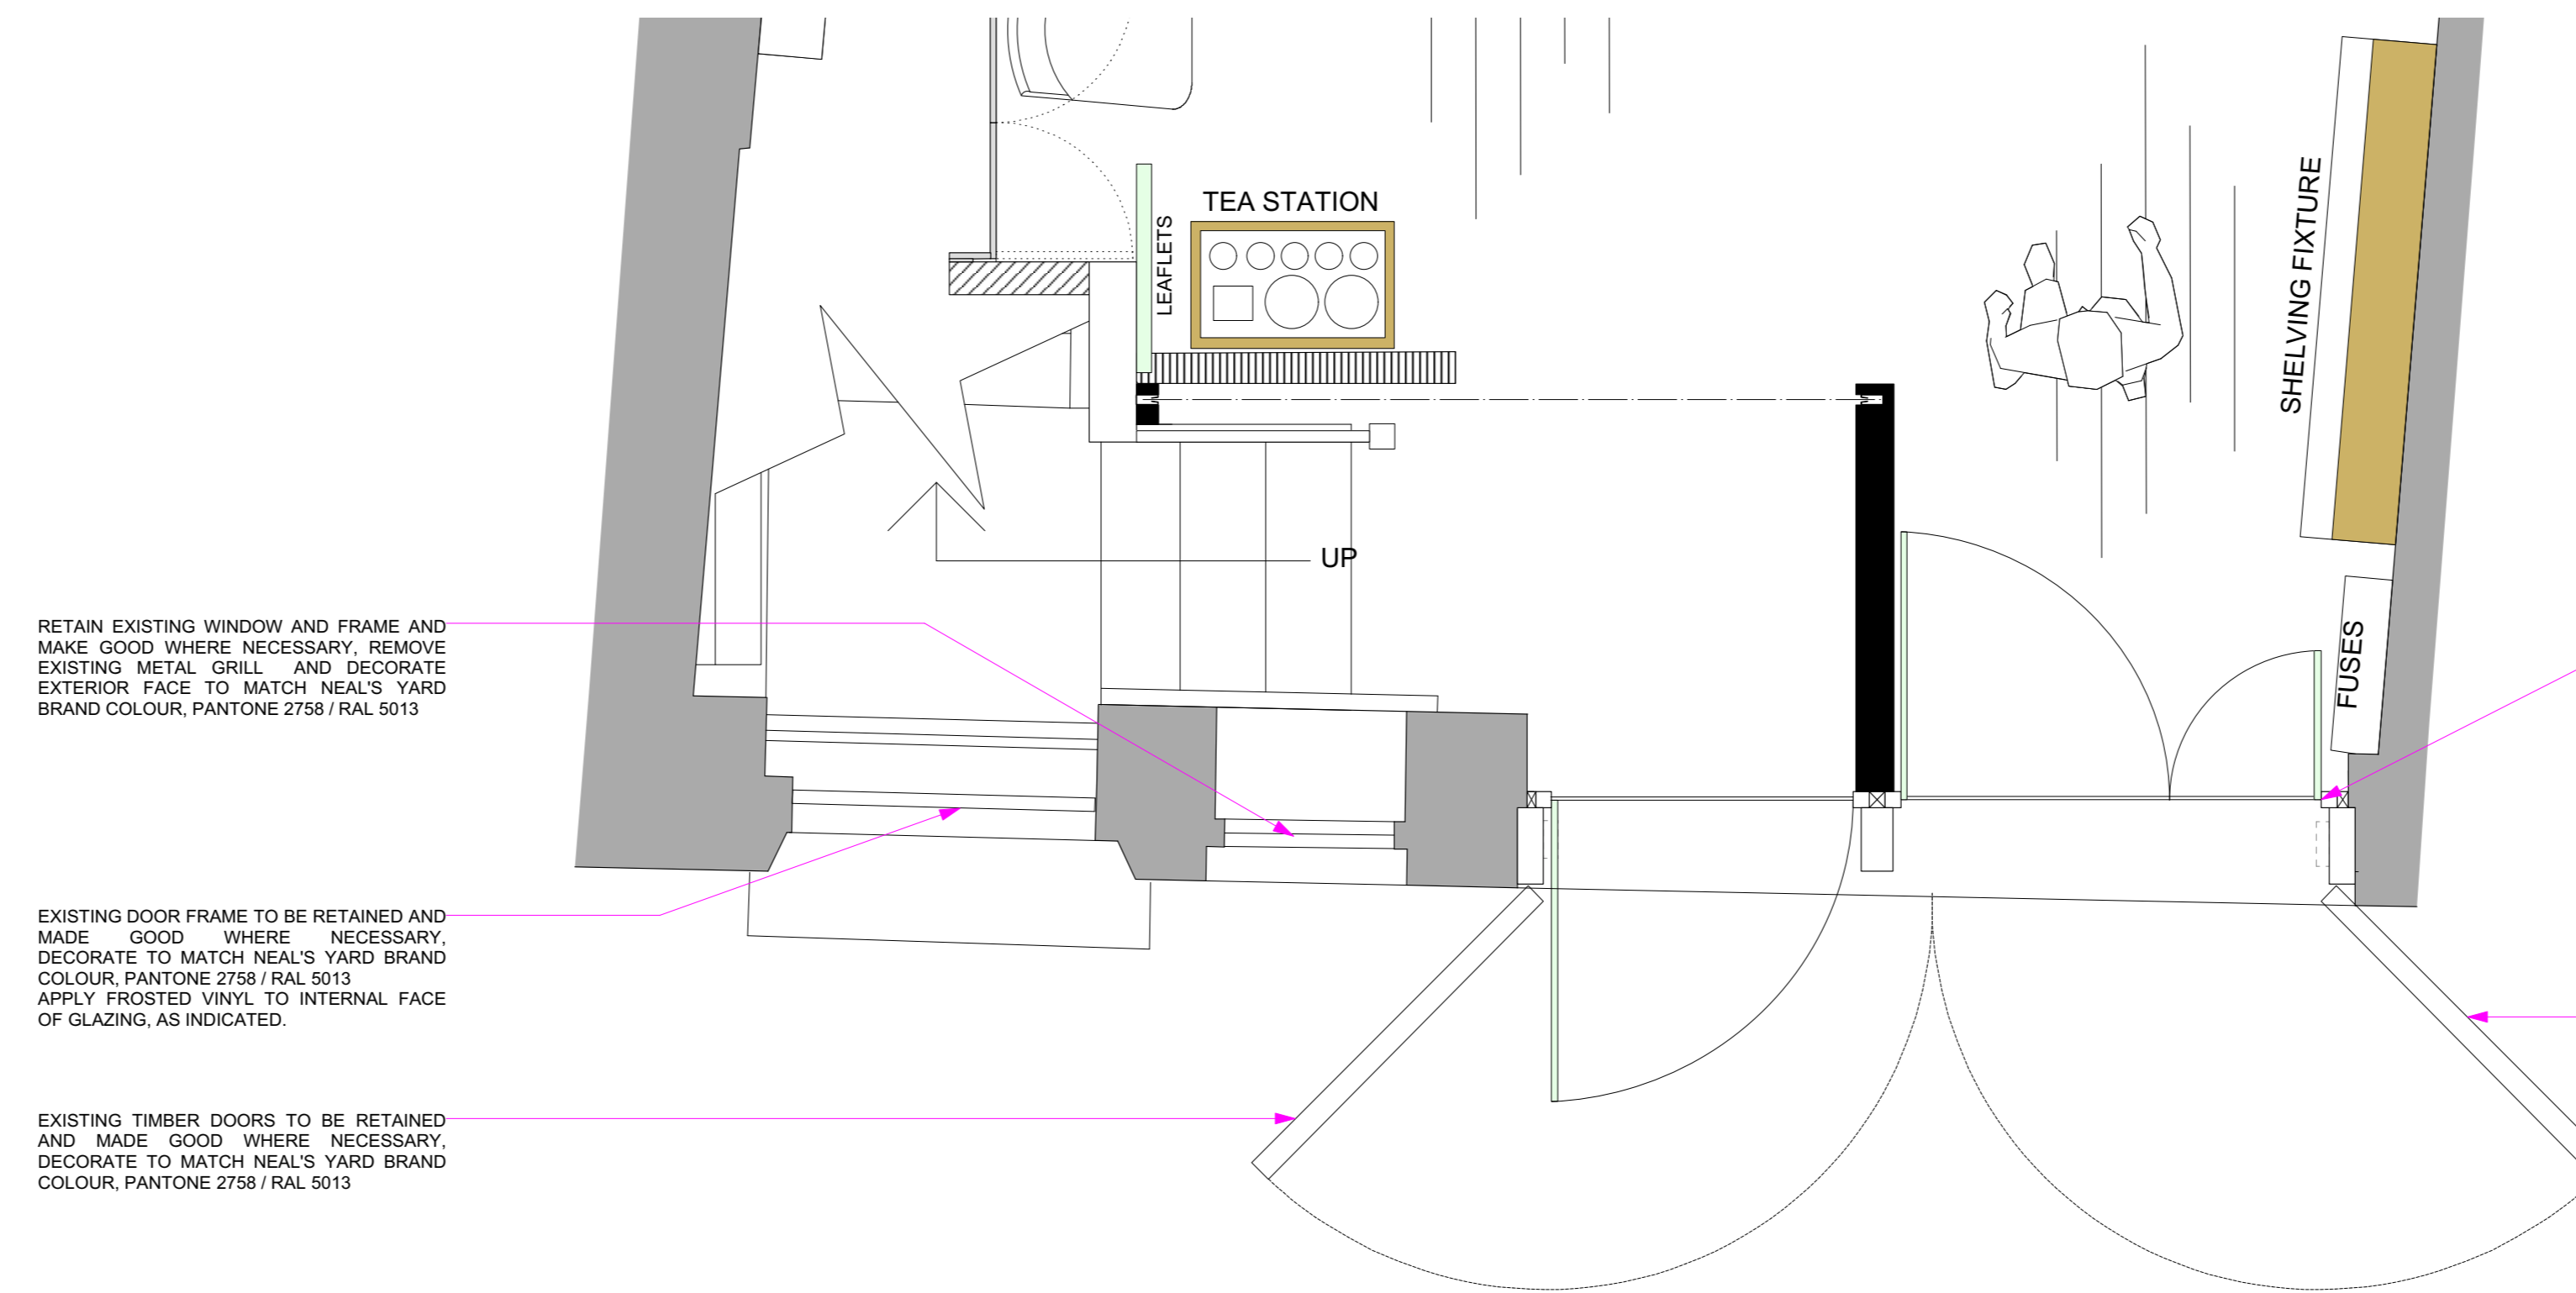 TEA STATION
LEAFLETS
SHELVING FIXTURE
UP
FUSES
RETAIN EXISTING WINDOW AND FRAME AND
MAKE GOOD WHERE NECESSARY, REMOVE
EXISTING METAL GRILL AND DECORATE
EXTERIOR FACE TO MATCH NEAL'S YARD
BRAND COLOUR, PANTONE 2758 / RAL 5013
EXISTING DOOR FRAME TO BE RETAINED AND
MADE GOOD WHERE NECESSARY,
DECORATE TO MATCH NEAL'S YARD BRAND
COLOUR, PANTONE 2758 / RAL 5013
APPLY FROSTED VINYL TO INTERNAL FACE
OF GLAZING, AS INDICATED.
EXISTING TIMBER DOORS TO BE RETAINED
AND MADE GOOD WHERE NECESSARY,
DECORATE TO MATCH NEAL'S YARD BRAND
COLOUR, PANTONE 2758 / RAL 5013